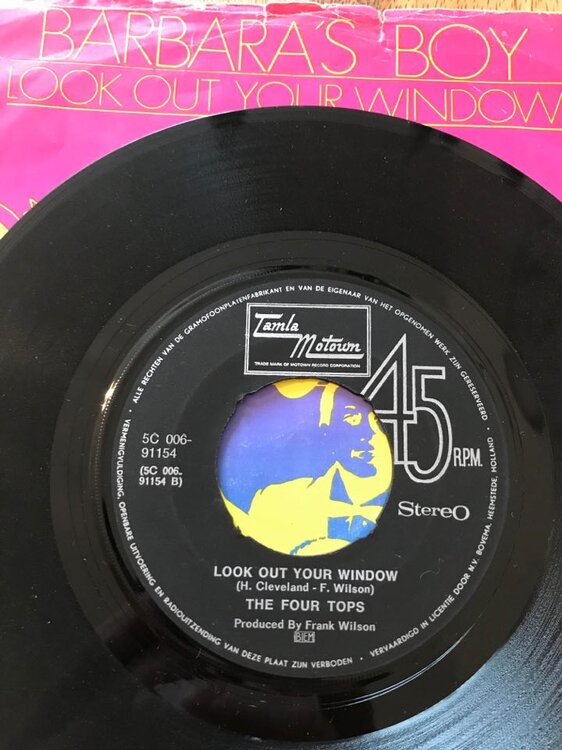 BARBARA'S BOY
LOOK OUT YOUR WINDOW
ALLE RECHTEN VAN DE GRAMOFOONPLATENFABRIKANT EN VAN DE EIGENAAR VAN HET OPGENOMEN WERK ZIJN GERESERVEERD •
Tamla
Motown
TRADE MARK OF MOTOWN RECORD CORPORATION
45
R.P.M.
5C 006-
91154
(5C 006-
91154 B)
Stereo
LOOK OUT YOUR WINDOW
(H. Cleveland - F. Wilson)
THE FOUR TOPS
Produced By Frank Wilson
BIEM
VERMENIGVULDIGING, OPENBARE UITVOERING EN RADIOUITZENDING VAN DEZE PLAAT ZIJN VERBODEN •
VERVAARDIGD IN LICENTIE DOOR N.V. BOVEMA, HEEMSTEDE, HOLLAND